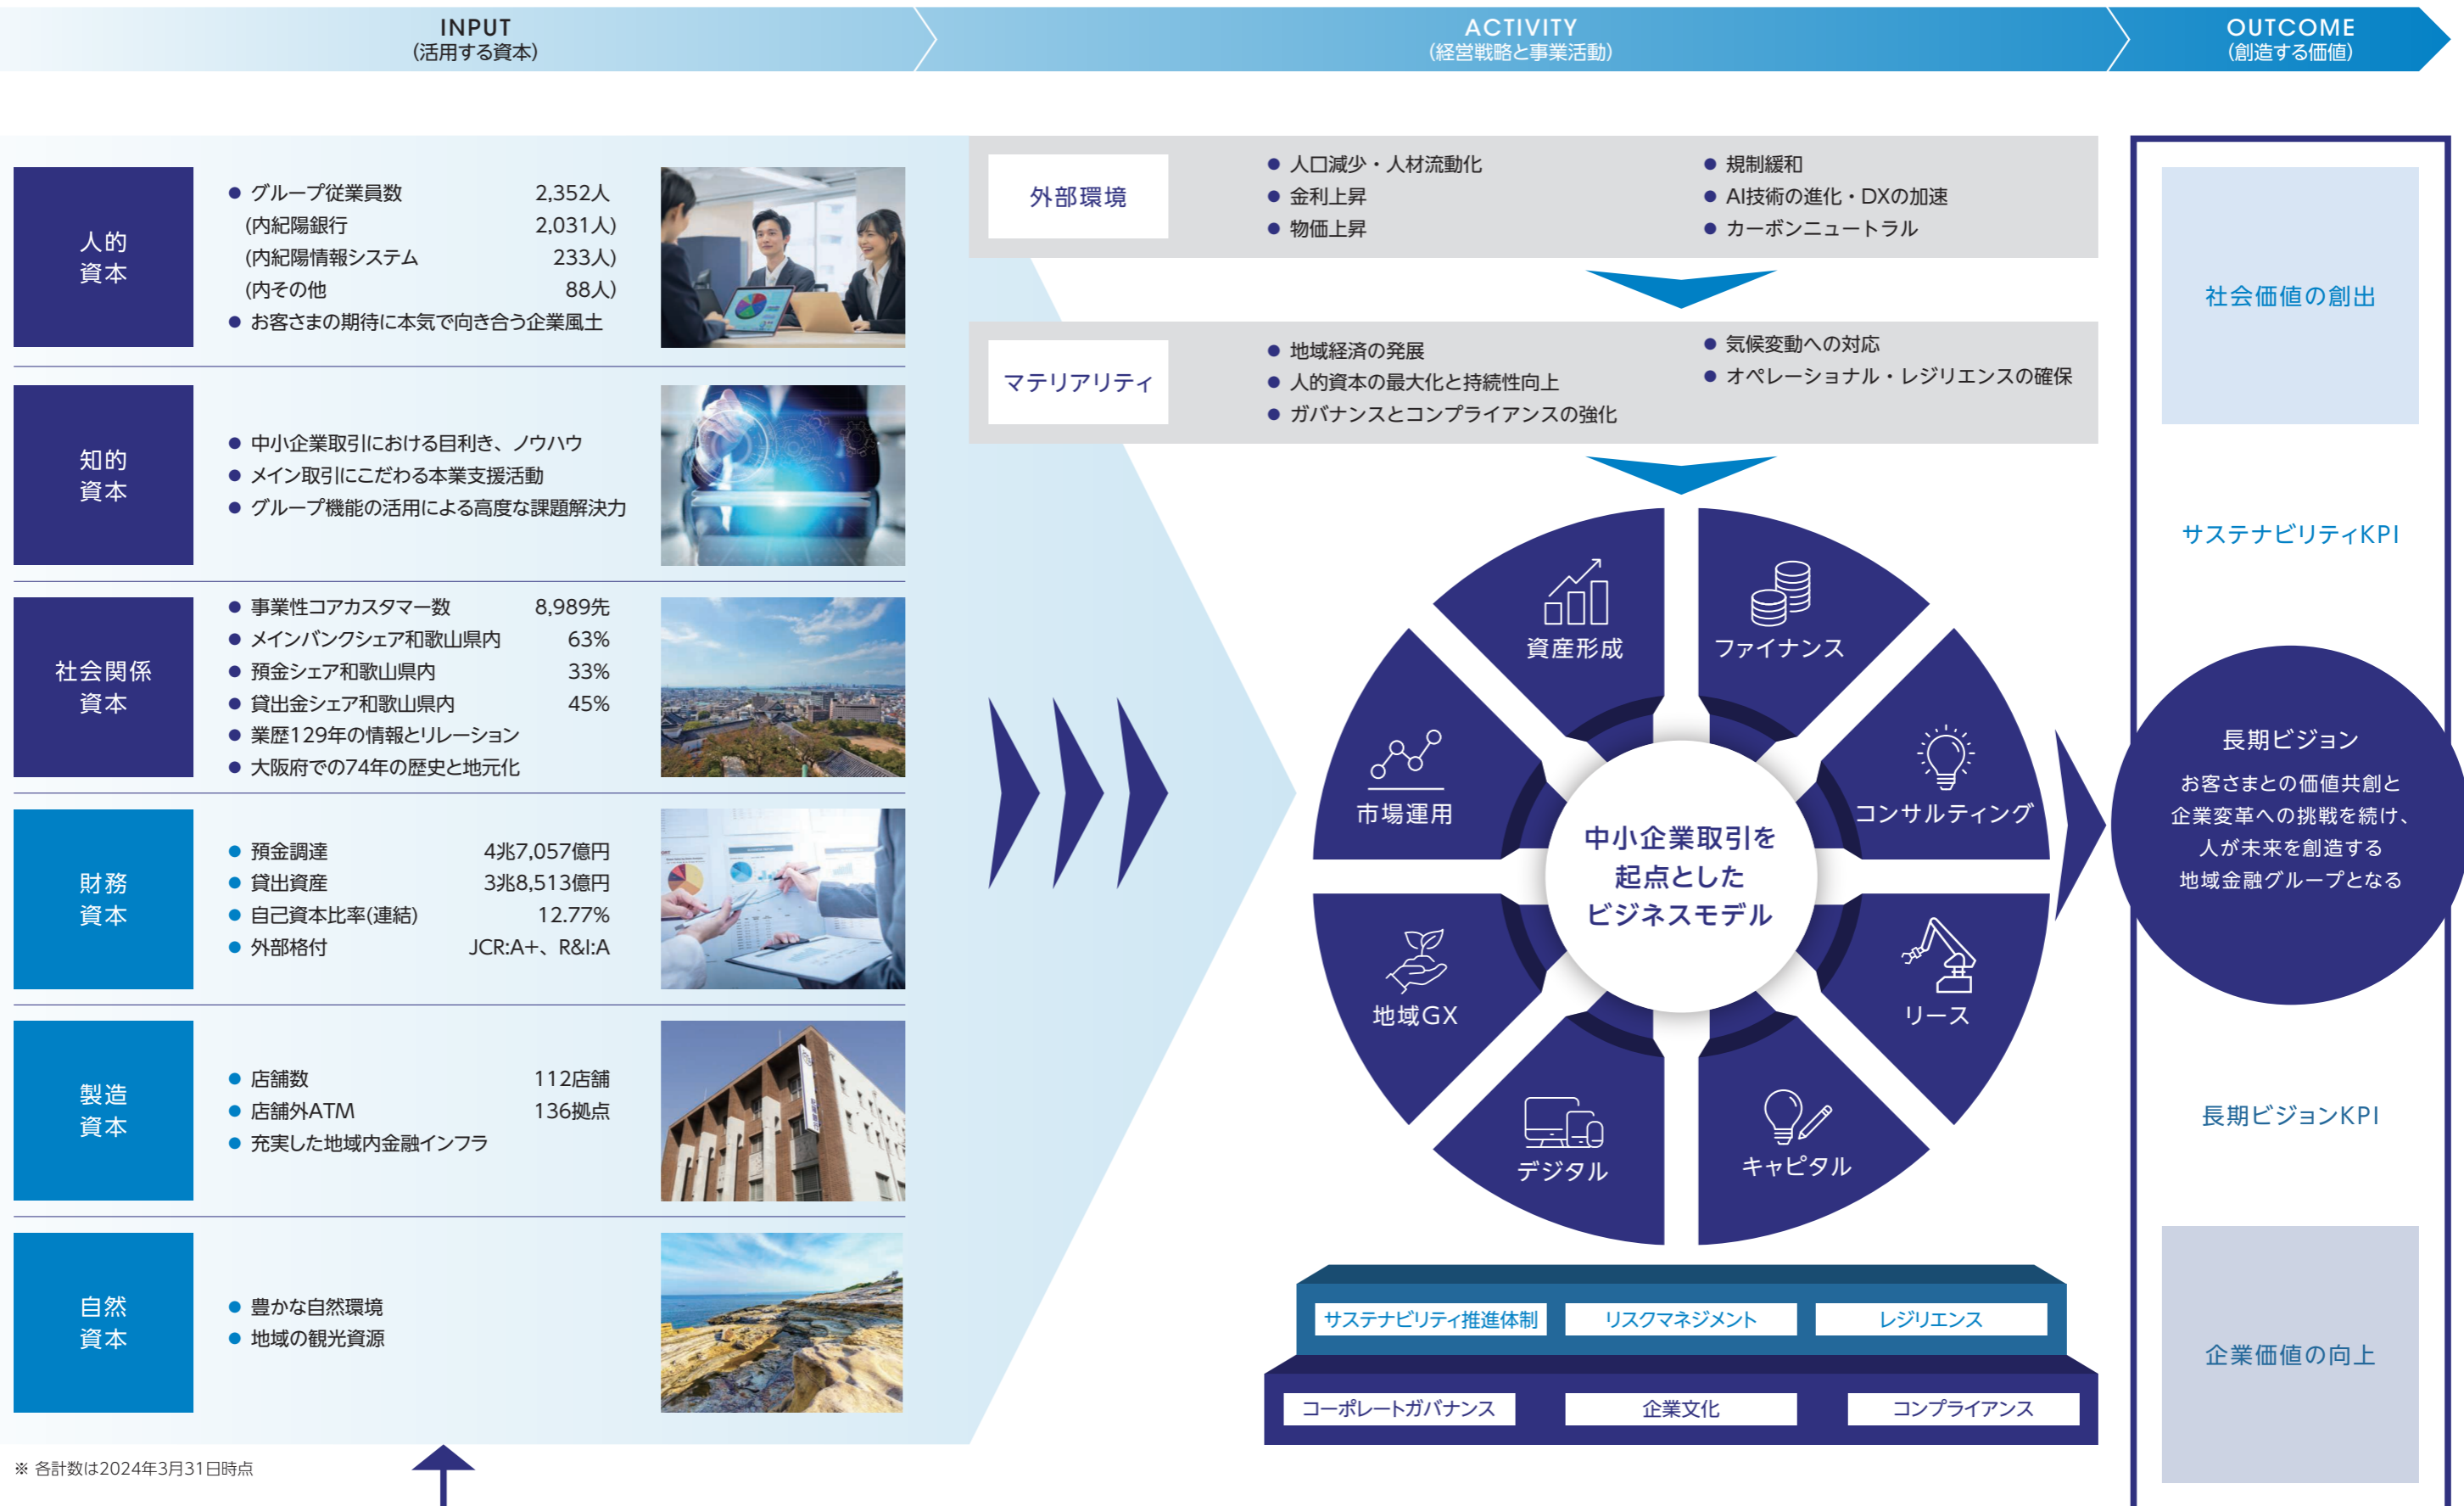 INPUT
(活用する資本)
ACTIVITY
(経営戦略と事業活動)
OUTCOME
(創造する価値)
人的
資本
● グループ従業員数 2,352人
(内紀陽銀行 2,031人)
(内紀陽情報システム 233人)
(内その他 88人)
● お客さまの期待に本気で向き合う企業風土
知的
資本
● 中小企業取引における目利き、ノウハウ
● メイン取引にこだわる本業支援活動
● グループ機能の活用による高度な課題解決力
社会関係
資本
● 事業性コアカスタマー数 8,989先
● メインバンクシェア和歌山県内 63%
● 預金シェア和歌山県内 33%
● 貸出金シェア和歌山県内 45%
● 業歴129年の情報とリレーション
● 大阪府での74年の歴史と地元化
財務
資本
● 預金調達 4兆7,057億円
● 貸出資産 3兆8,513億円
● 自己資本比率(連結) 12.77%
● 外部格付 JCR:A+、R&I:A
製造
資本
● 店舗数 112店舗
● 店舗外ATM 136拠点
● 充実した地域内金融インフラ
自然
資本
● 豊かな自然環境
● 地域の観光資源
※ 各計数は2024年3月31日時点
外部環境
● 人口減少・人材流動化
● 金利上昇
● 物価上昇
● 規制緩和
● AI技術の進化・DXの加速
● カーボンニュートラル
マテリアリティ
● 地域経済の発展
● 人的資本の最大化と持続性向上
● ガバナンスとコンプライアンスの強化
● 気候変動への対応
● オペレーショナル・レジリエンスの確保
資産形成
ファイナンス
市場運用
コンサルティング
中小企業取引を
起点とした
ビジネスモデル
地域GX
リース
デジタル
キャピタル
サステナビリティ推進体制
リスクマネジメント
レジリエンス
コーポレートガバナンス
企業文化
コンプライアンス
社会価値の創出
サステナビリティKPI
長期ビジョン
お客さまとの価値共創と
企業変革への挑戦を続け、
人が未来を創造する
地域金融グループとなる
長期ビジョンKPI
企業価値の向上